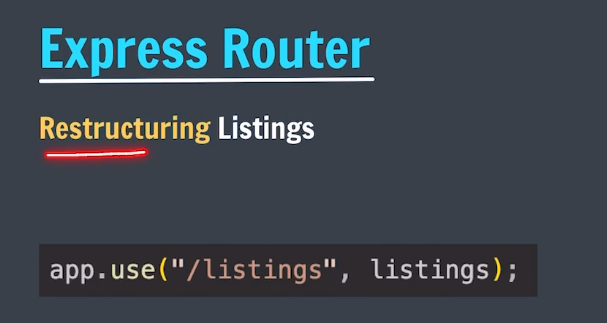 Express Router
Restructuring Listings
app.use("/listings", listings);